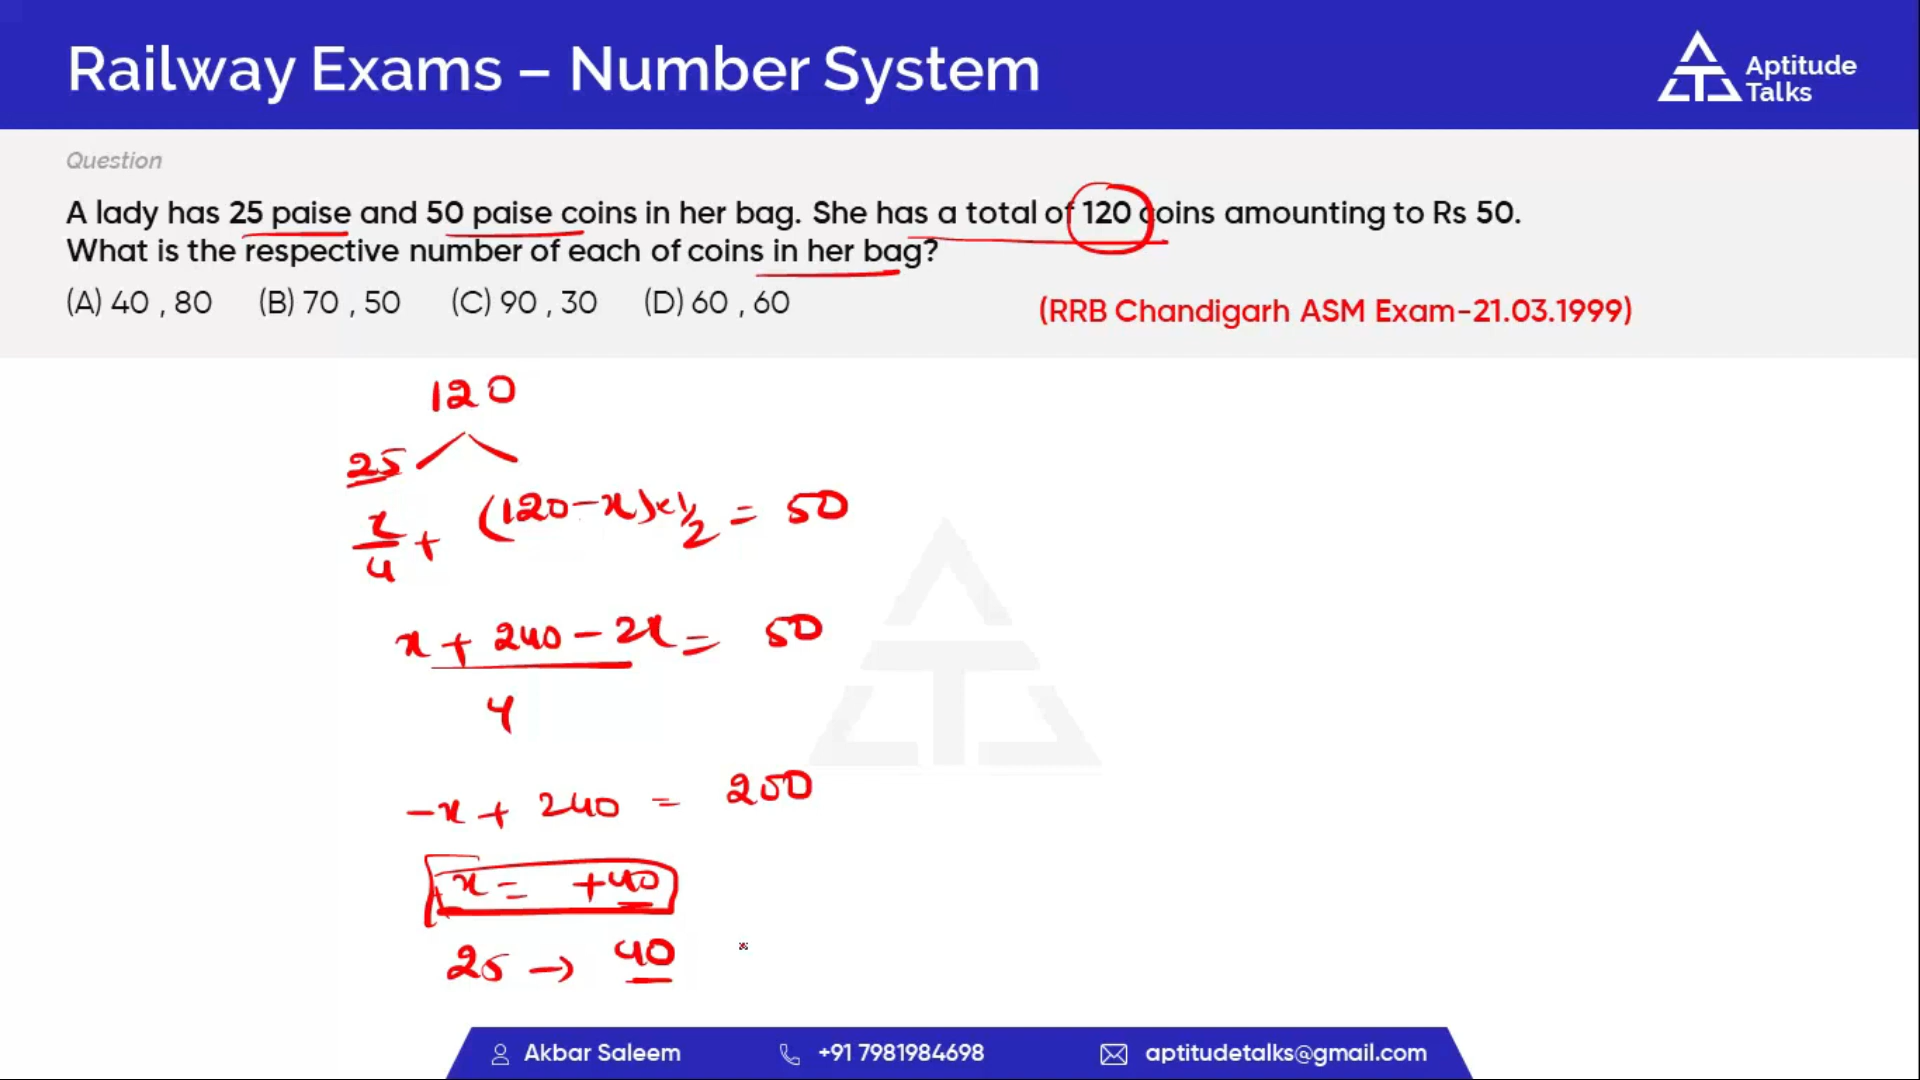 Railway Exams – Number System
Aptitude
Talks
Question
A lady has 25 paise and 50 paise coins in her bag. She has a total of 120 coins amounting to Rs 50.
What is the respective number of each of coins in her bag?
(A) 40 , 80 (B) 70 , 50 (C) 90 , 30 (D) 60 , 60
(RRB Chandigarh ASM Exam-21.03.1999)
120
25
x/4 + (120-x)x1/2 = 50
x + 240 - 2x = 50
4
-x + 240 = 200
x = +40
25 → 40
Akbar Saleem +91 7981984698 aptitudetalks@gmail.com